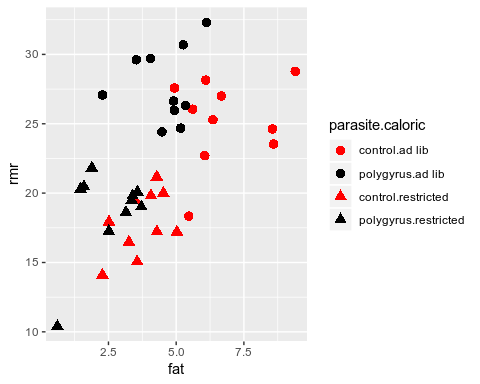 rmr
30
25
20
15
10
2.5 5.0 7.5
fat
parasite.caloric
control.ad lib
polygyrus.ad lib
control.restricted
polygyrus.restricted